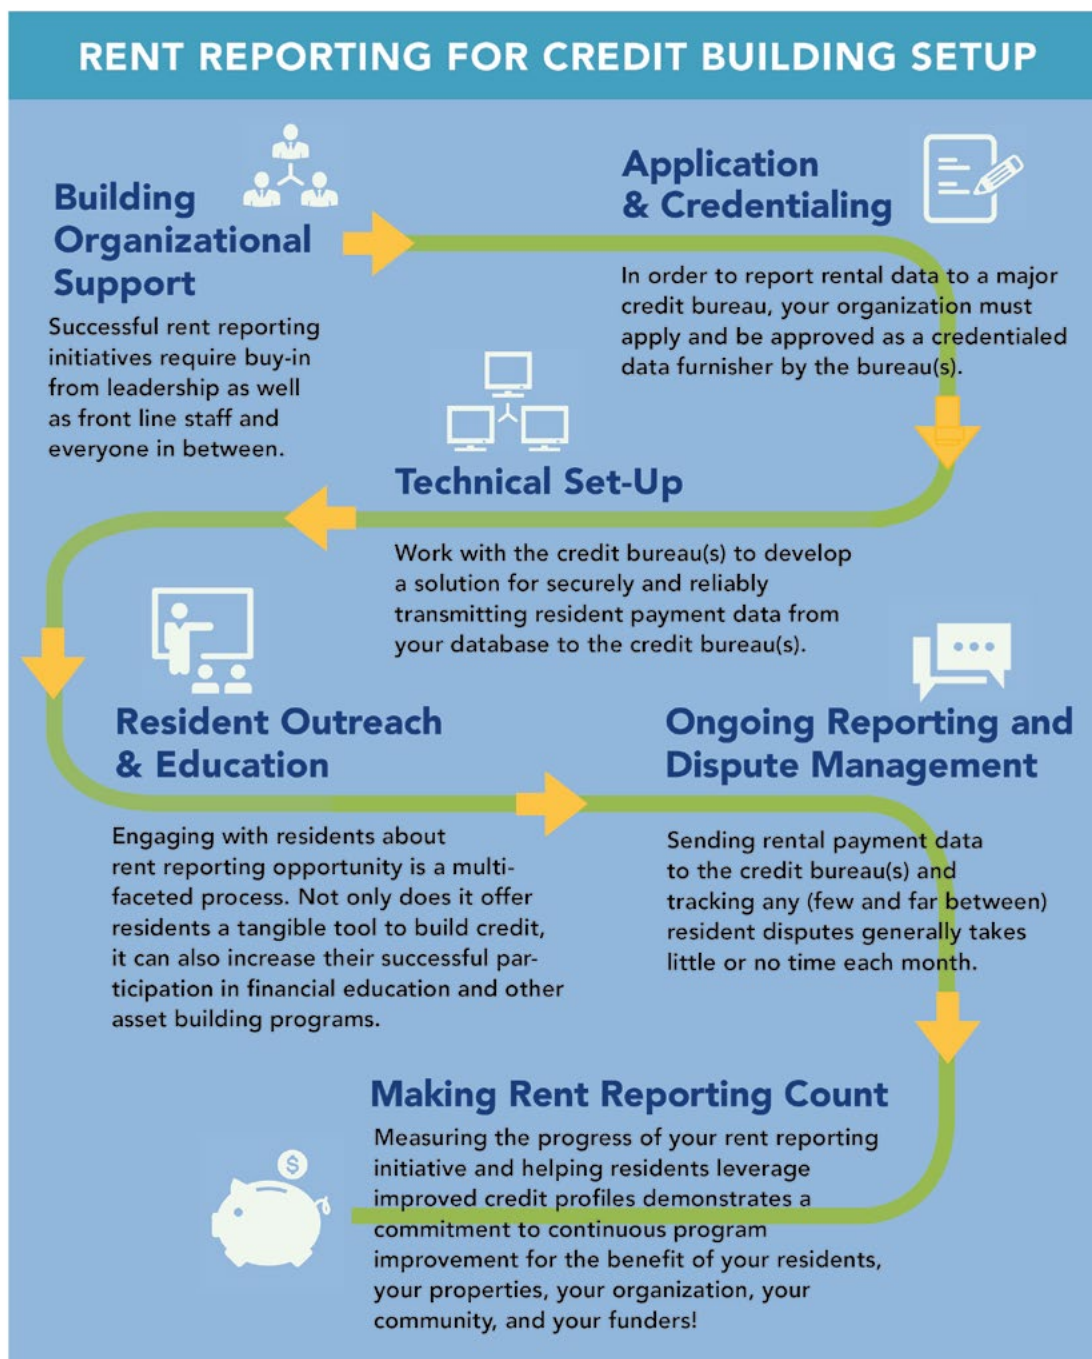 RENT REPORTING FOR CREDIT BUILDING SETUP
Building
Organizational
Support
Successful rent reporting
initiatives require buy-in
from leadership as well
as front line staff and
everyone in between.
Application
& Credentialing
In order to report rental data to a major
credit bureau, your organization must
apply and be approved as a credentialed
data furnisher by the bureau(s).
Technical Set-Up
Work with the credit bureau(s) to develop
a solution for securely and reliably
transmitting resident payment data from
your database to the credit bureau(s).
Resident Outreach
& Education
Engaging with residents about
rent reporting opportunity is a multi-
faceted process. Not only does it offer
residents a tangible tool to build credit,
it can also increase their successful par-
ticipation in financial education and other
asset building programs.
Ongoing Reporting and
Dispute Management
Sending rental payment data
to the credit bureau(s) and
tracking any (few and far between)
resident disputes generally takes
little or no time each month.
Making Rent Reporting Count
Measuring the progress of your rent reporting
initiative and helping residents leverage
improved credit profiles demonstrates a
commitment to continuous program
improvement for the benefit of your residents,
your properties, your organization, your
community, and your funders!
$